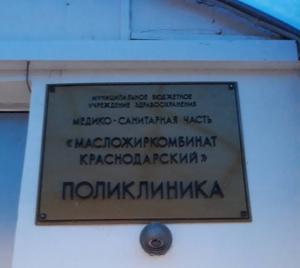 МУНИЦИПАЛЬНОЕ БЮДЖЕТНОЕ
УЧРЕЖДЕНИЕ ЗДРАВООХРАНЕНИЯ
МЕДИКО-САНИТАРНАЯ ЧАСТЬ
«МАСЛОЖИРКОМБИНАТ
КРАСНОДАРСКИЙ»
ПОЛИКЛИНИКА